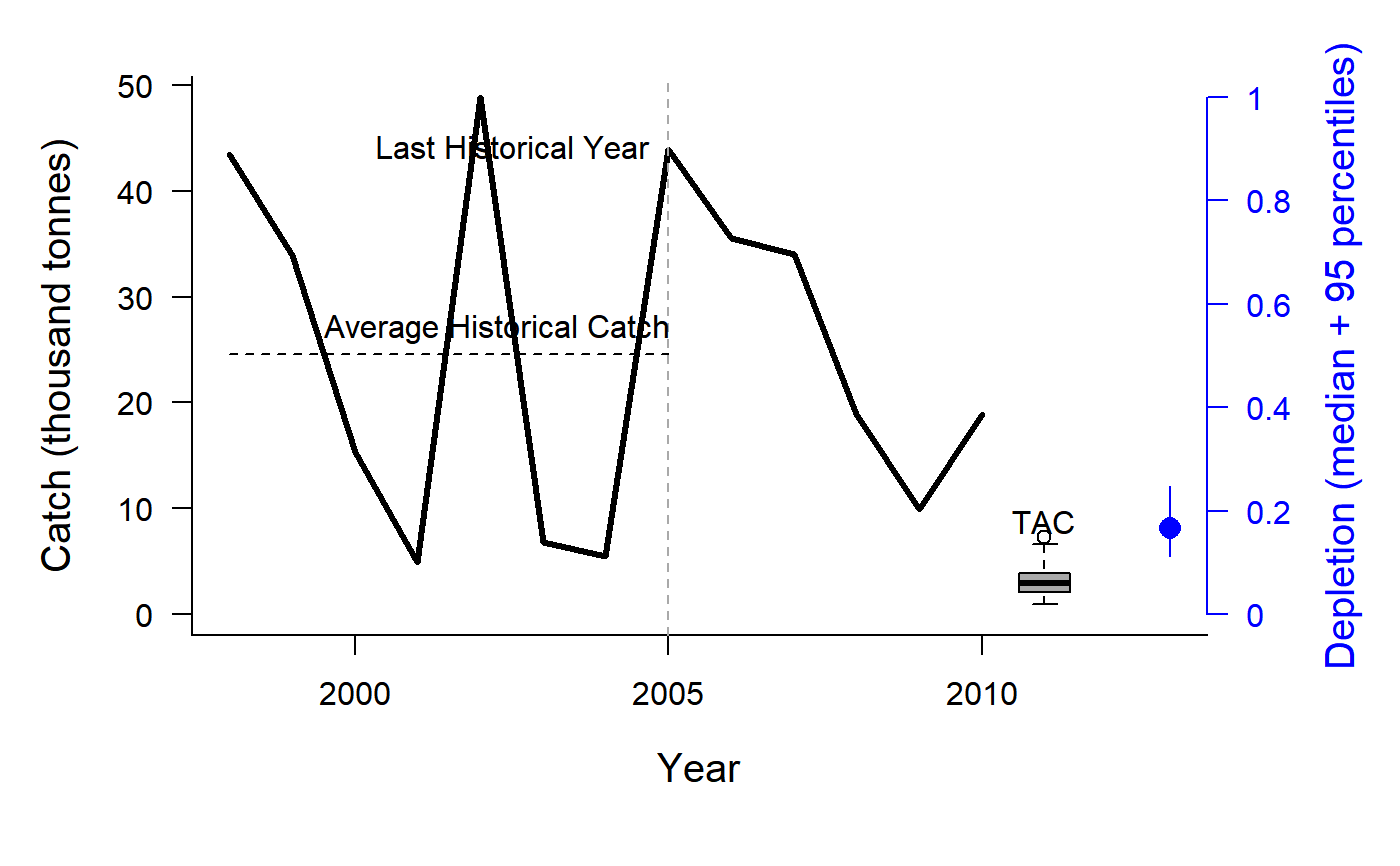 Catch (thousand tonnes)
50
40
30
20
10
0
Last Historical Year
Average Historical Catch
TAC
2000
2005
2010
Year
1
0.8
0.6
0.4
0.2
0
Depletion (median + 95 percentiles)